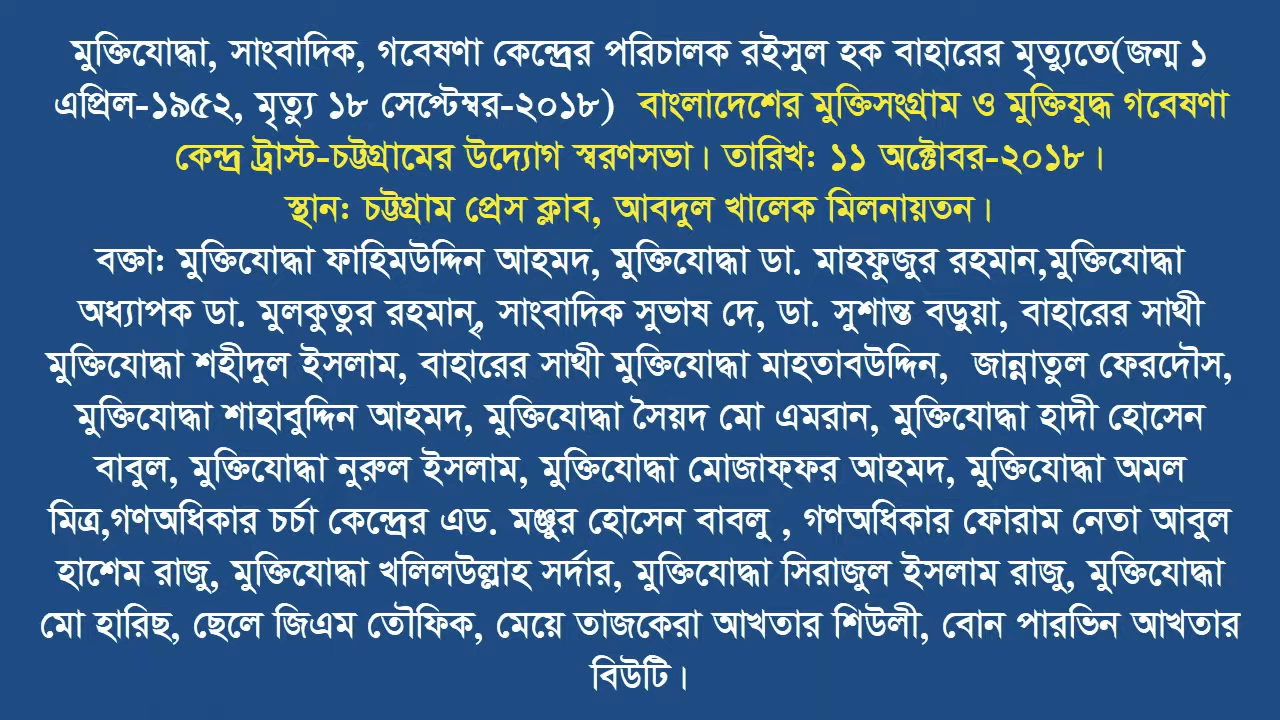 মুক্তিযোদ্ধা, সাংবাদিক, গবেষণা কেন্দ্রের পরিচালক রইসুল হক বাহারের মৃত্যুতে(জন্ম ১
এপ্রিল-১৯৫২, মৃত্যু ১৮ সেপ্টেম্বর-২০১৮) বাংলাদেশের মুক্তিসংগ্রাম ও মুক্তিযুদ্ধ গবেষণা
কেন্দ্র ট্রাস্ট-চট্টগ্রামের উদ্যোগ স্বরণসভা। তারিখ: ১১ অক্টোবর-২০১৮।
স্থান: চট্টগ্রাম প্রেস ক্লাব, আবদুল খালেক মিলনায়তন।
বক্তা: মুক্তিযোদ্ধা ফাহিমউদ্দিন আহমদ, মুক্তিযোদ্ধা ডা. মাহফুজুর রহমান,মুক্তিযোদ্ধা
অধ্যাপক ডা. মুলকুতুর রহমান্ৃ সাংবাদিক সুভাষ দে, ডা. সুশান্ত বড়ুয়া, বাহারের সাথী
মুক্তিযোদ্ধা শহীদুল ইসলাম, বাহারের সাথী মুক্তিযোদ্ধা মাহতাবউদ্দিন, জান্নাতুল ফেরদৌস,
মুক্তিযোদ্ধা শাহাবুদ্দিন আহমদ, মুক্তিযোদ্ধা সৈয়দ মো এমরান, মুক্তিযোদ্ধা হাদী হোসেন
বাবুল, মুক্তিযোদ্ধা নুরুল ইসলাম, মুক্তিযোদ্ধা মোজাফ্ফর আহমদ, মুক্তিযোদ্ধা অমল
মিত্র,গণঅধিকার চর্চা কেন্দ্রের এড. মঞ্জুর হোসেন বাবলু , গণঅধিকার ফোরাম নেতা আবুল
হাশেম রাজু, মুক্তিযোদ্ধা খলিলউল্লাহ সর্দার, মুক্তিযোদ্ধা সিরাজুল ইসলাম রাজু, মুক্তিযোদ্ধা
মো হারিছ, ছেলে জিএম তৌফিক, মেয়ে তাজকেরা আখতার শিউলী, বোন পারভিন আখতার
বিউটি।